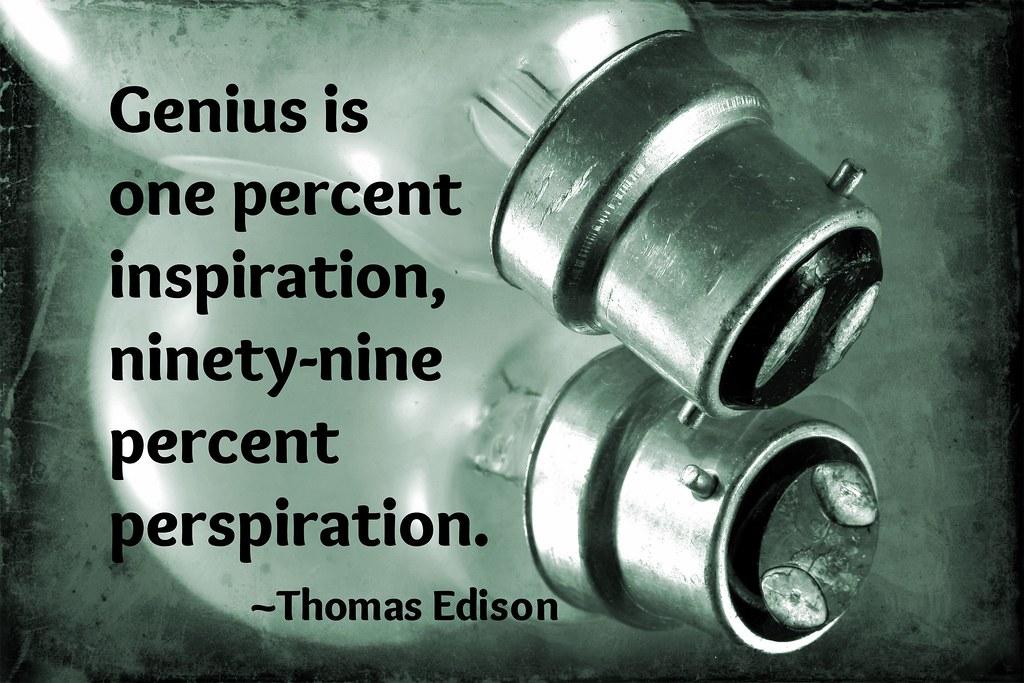 Genius is
one percent
inspiration,
ninety-nine
percent
perspiration.
~Thomas Edison